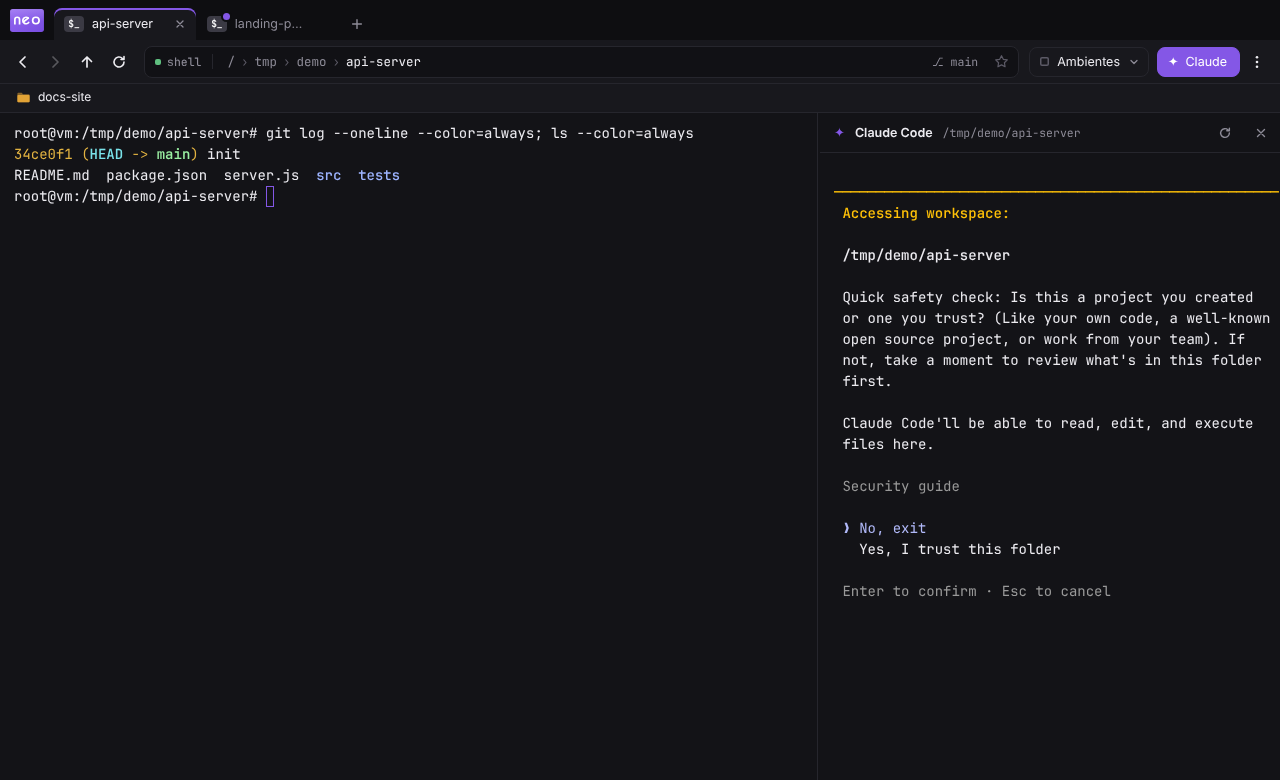 neo
$_ api-server
$_ landing-p...
shell / › tmp › demo › api-server
main
Ambientes
Claude
docs-site
root@vm:/tmp/demo/api-server# git log --oneline --color=always; ls --color=always
34ce0f1 (HEAD -> main) init
README.md package.json server.js src tests
root@vm:/tmp/demo/api-server#
Claude Code /tmp/demo/api-server
Accessing workspace:
/tmp/demo/api-server
Quick safety check: Is this a project you created
or one you trust? (Like your own code, a well-known
open source project, or work from your team). If
not, take a moment to review what's in this folder
first.
Claude Code'll be able to read, edit, and execute
files here.
Security guide
❯ No, exit
Yes, I trust this folder
Enter to confirm · Esc to cancel